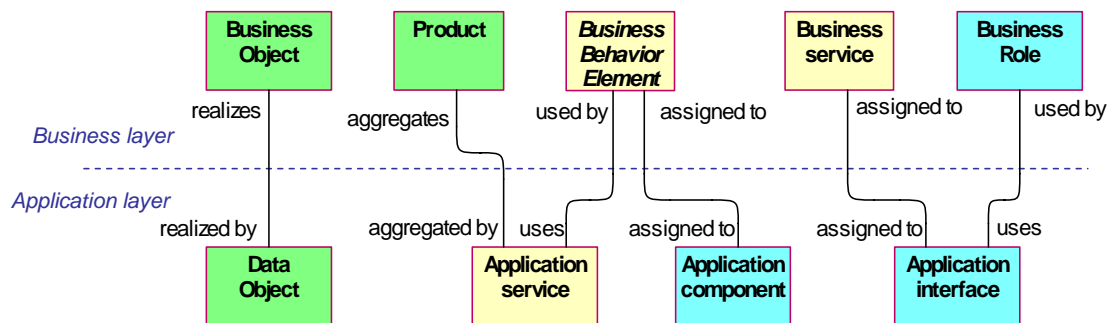 Business
Object
Product
Business
Behavior
Element
Business
service
Business
Role
realizes
aggregates
used by
assigned to
assigned to
used by
Business layer
Application layer
realized by
aggregated by
uses
assigned to
assigned to
uses
Data
Object
Application
service
Application
component
Application
interface